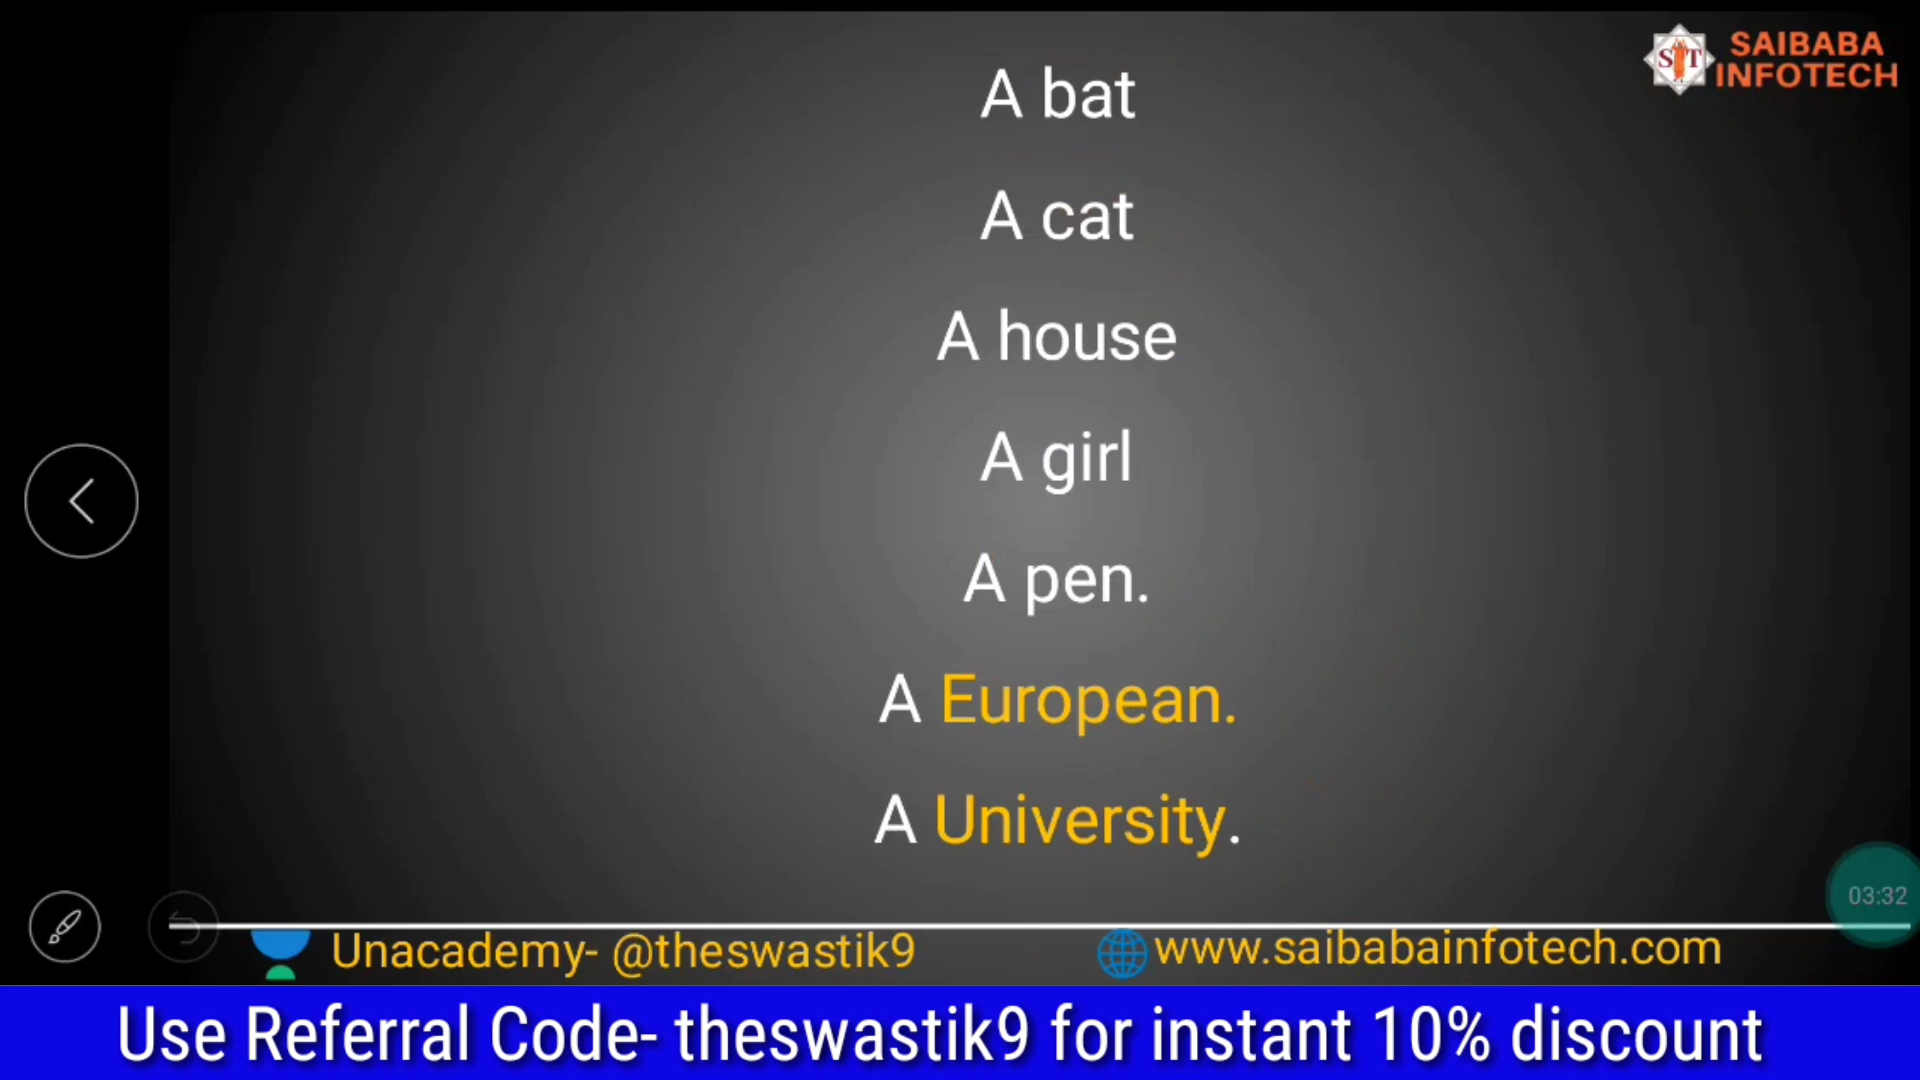 SAIBABA
INFOTECH
SIT
A bat
A cat
A house
A girl
A pen.
A European.
A University.
03:32
Unacademy- @theswastik9
www.saibabainfotech.com
Use Referral Code- theswastik9 for instant 10% discount